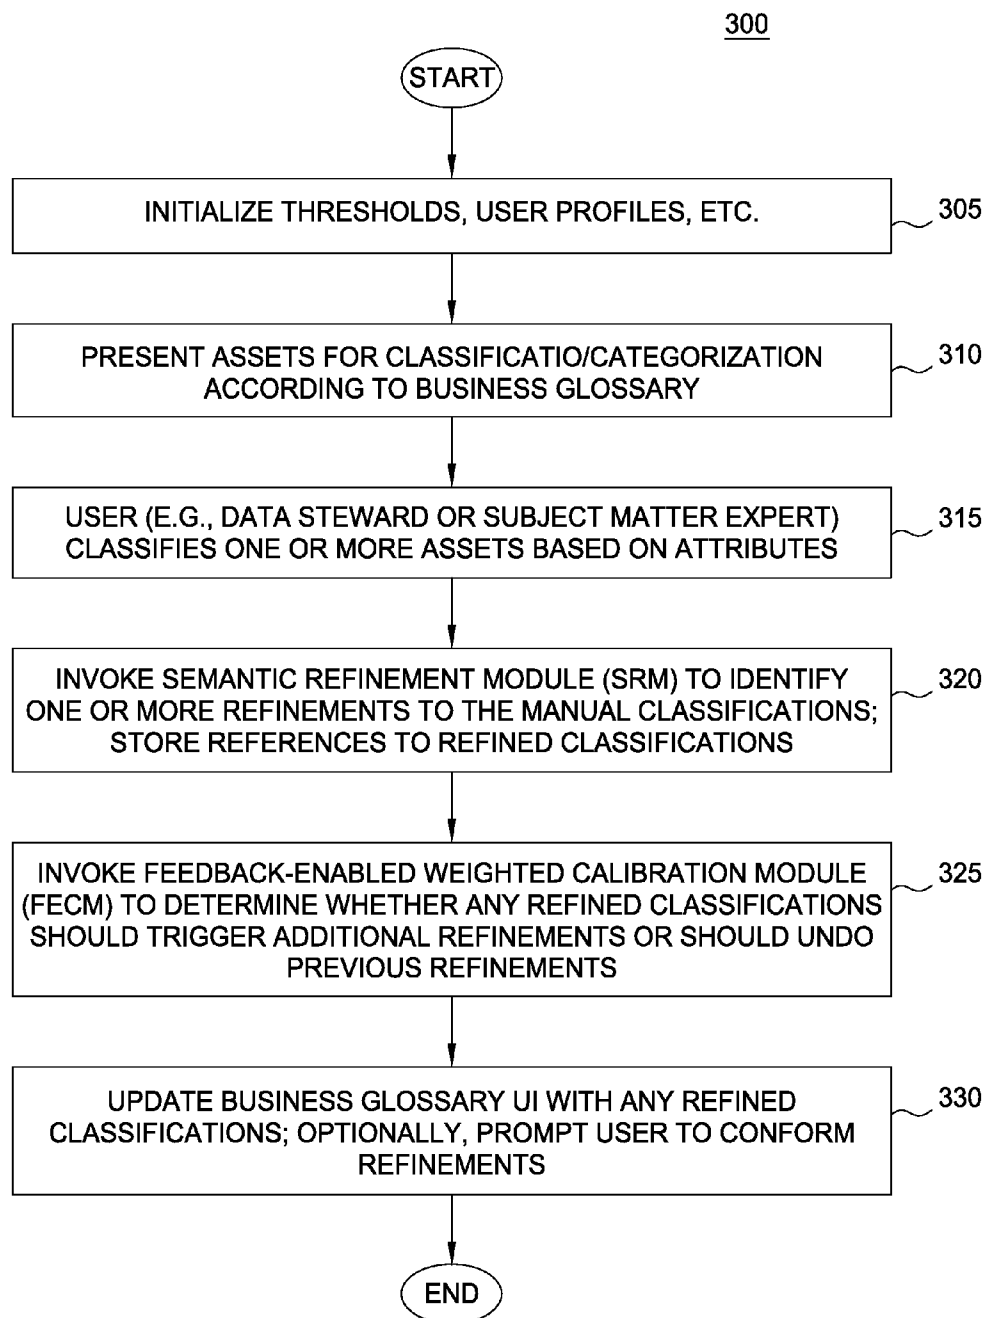 300
START
INITIALIZE THRESHOLDS, USER PROFILES, ETC.
305
PRESENT ASSETS FOR CLASSIFICATIO/CATEGORIZATION
ACCORDING TO BUSINESS GLOSSARY
310
USER (E.G., DATA STEWARD OR SUBJECT MATTER EXPERT)
CLASSIFIES ONE OR MORE ASSETS BASED ON ATTRIBUTES
315
INVOKE SEMANTIC REFINEMENT MODULE (SRM) TO IDENTIFY
ONE OR MORE REFINEMENTS TO THE MANUAL CLASSIFICATIONS;
STORE REFERENCES TO REFINED CLASSIFICATIONS
320
INVOKE FEEDBACK-ENABLED WEIGHTED CALIBRATION MODULE
(FECM) TO DETERMINE WHETHER ANY REFINED CLASSIFICATIONS
SHOULD TRIGGER ADDITIONAL REFINEMENTS OR SHOULD UNDO
PREVIOUS REFINEMENTS
325
UPDATE BUSINESS GLOSSARY UI WITH ANY REFINED
CLASSIFICATIONS; OPTIONALLY, PROMPT USER TO CONFORM
REFINEMENTS
330
END